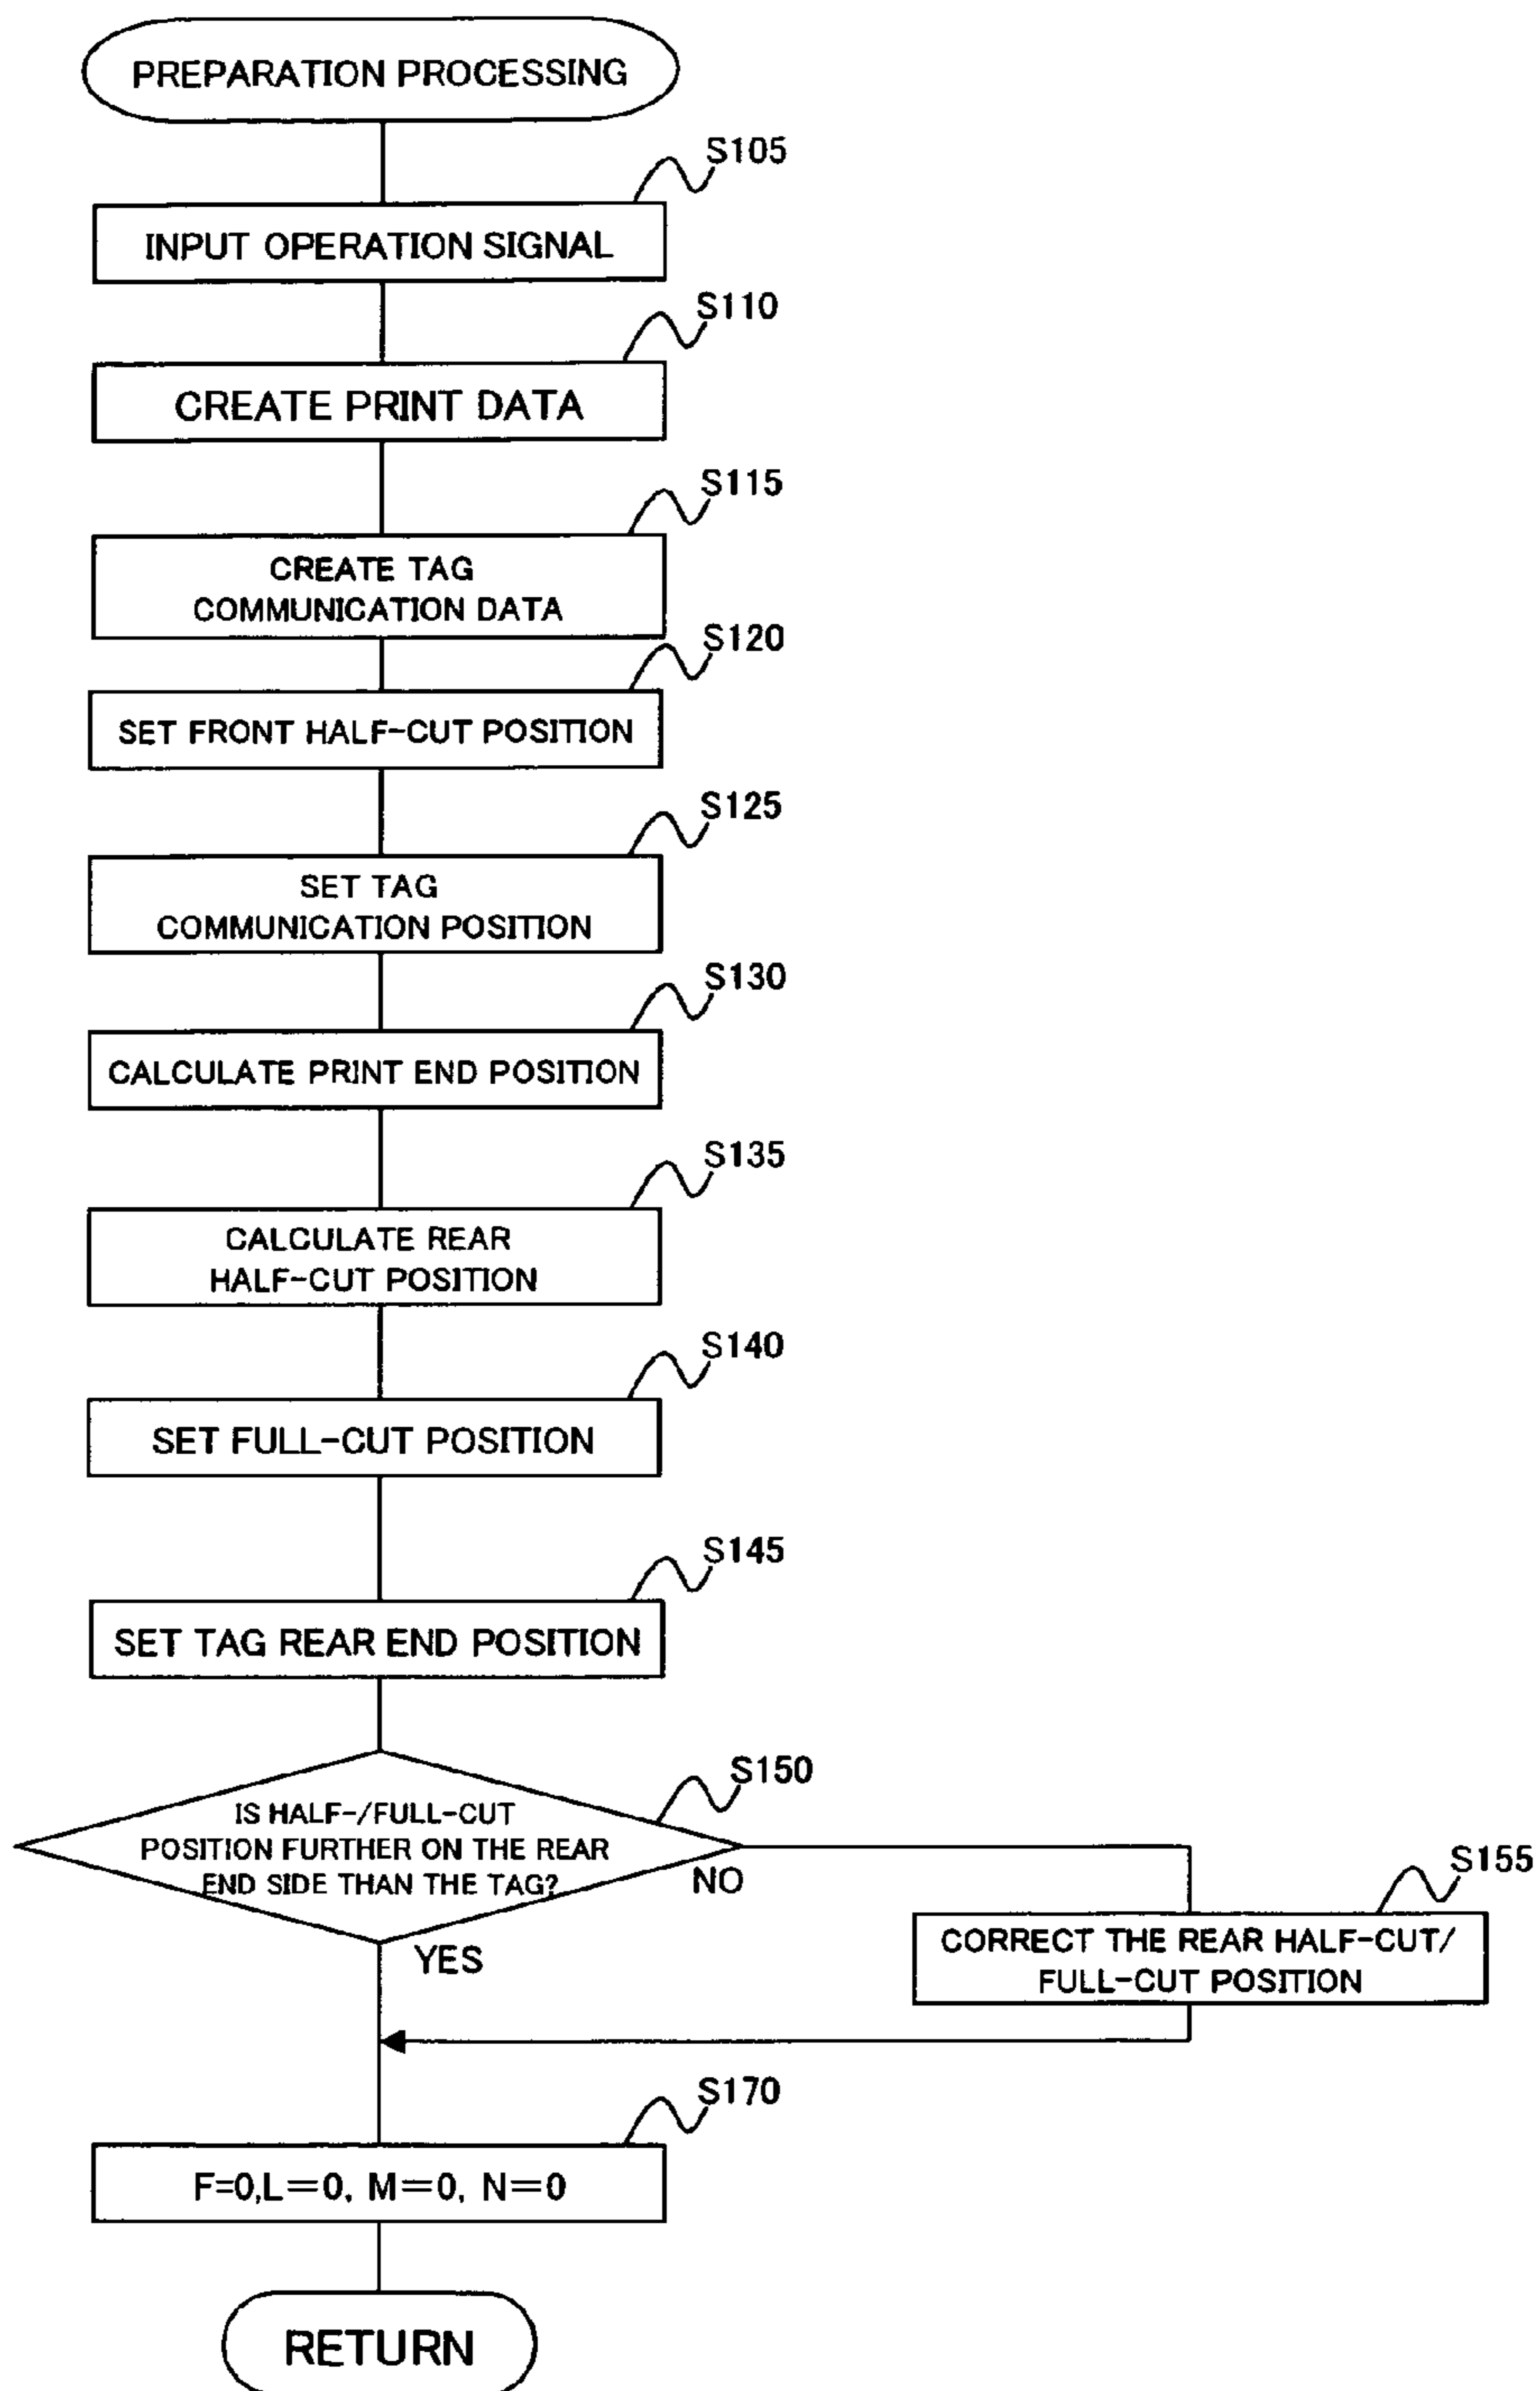 PREPARATION PROCESSING
S105
INPUT OPERATION SIGNAL
S110
CREATE PRINT DATA
S115
CREATE TAG
COMMUNICATION DATA
S120
SET FRONT HALF-CUT POSITION
S125
SET TAG
COMMUNICATION POSITION
S130
CALCULATE PRINT END POSITION
S135
CALCULATE REAR
HALF-CUT POSITION
S140
SET FULL-CUT POSITION
S145
SET TAG REAR END POSITION
S150
IS HALF-/FULL-CUT
POSITION FURTHER ON THE REAR
END SIDE THAN THE TAG?
NO
YES
S155
CORRECT THE REAR HALF-CUT/
FULL-CUT POSITION
S170
F=0,L=0, M=0, N=0
RETURN